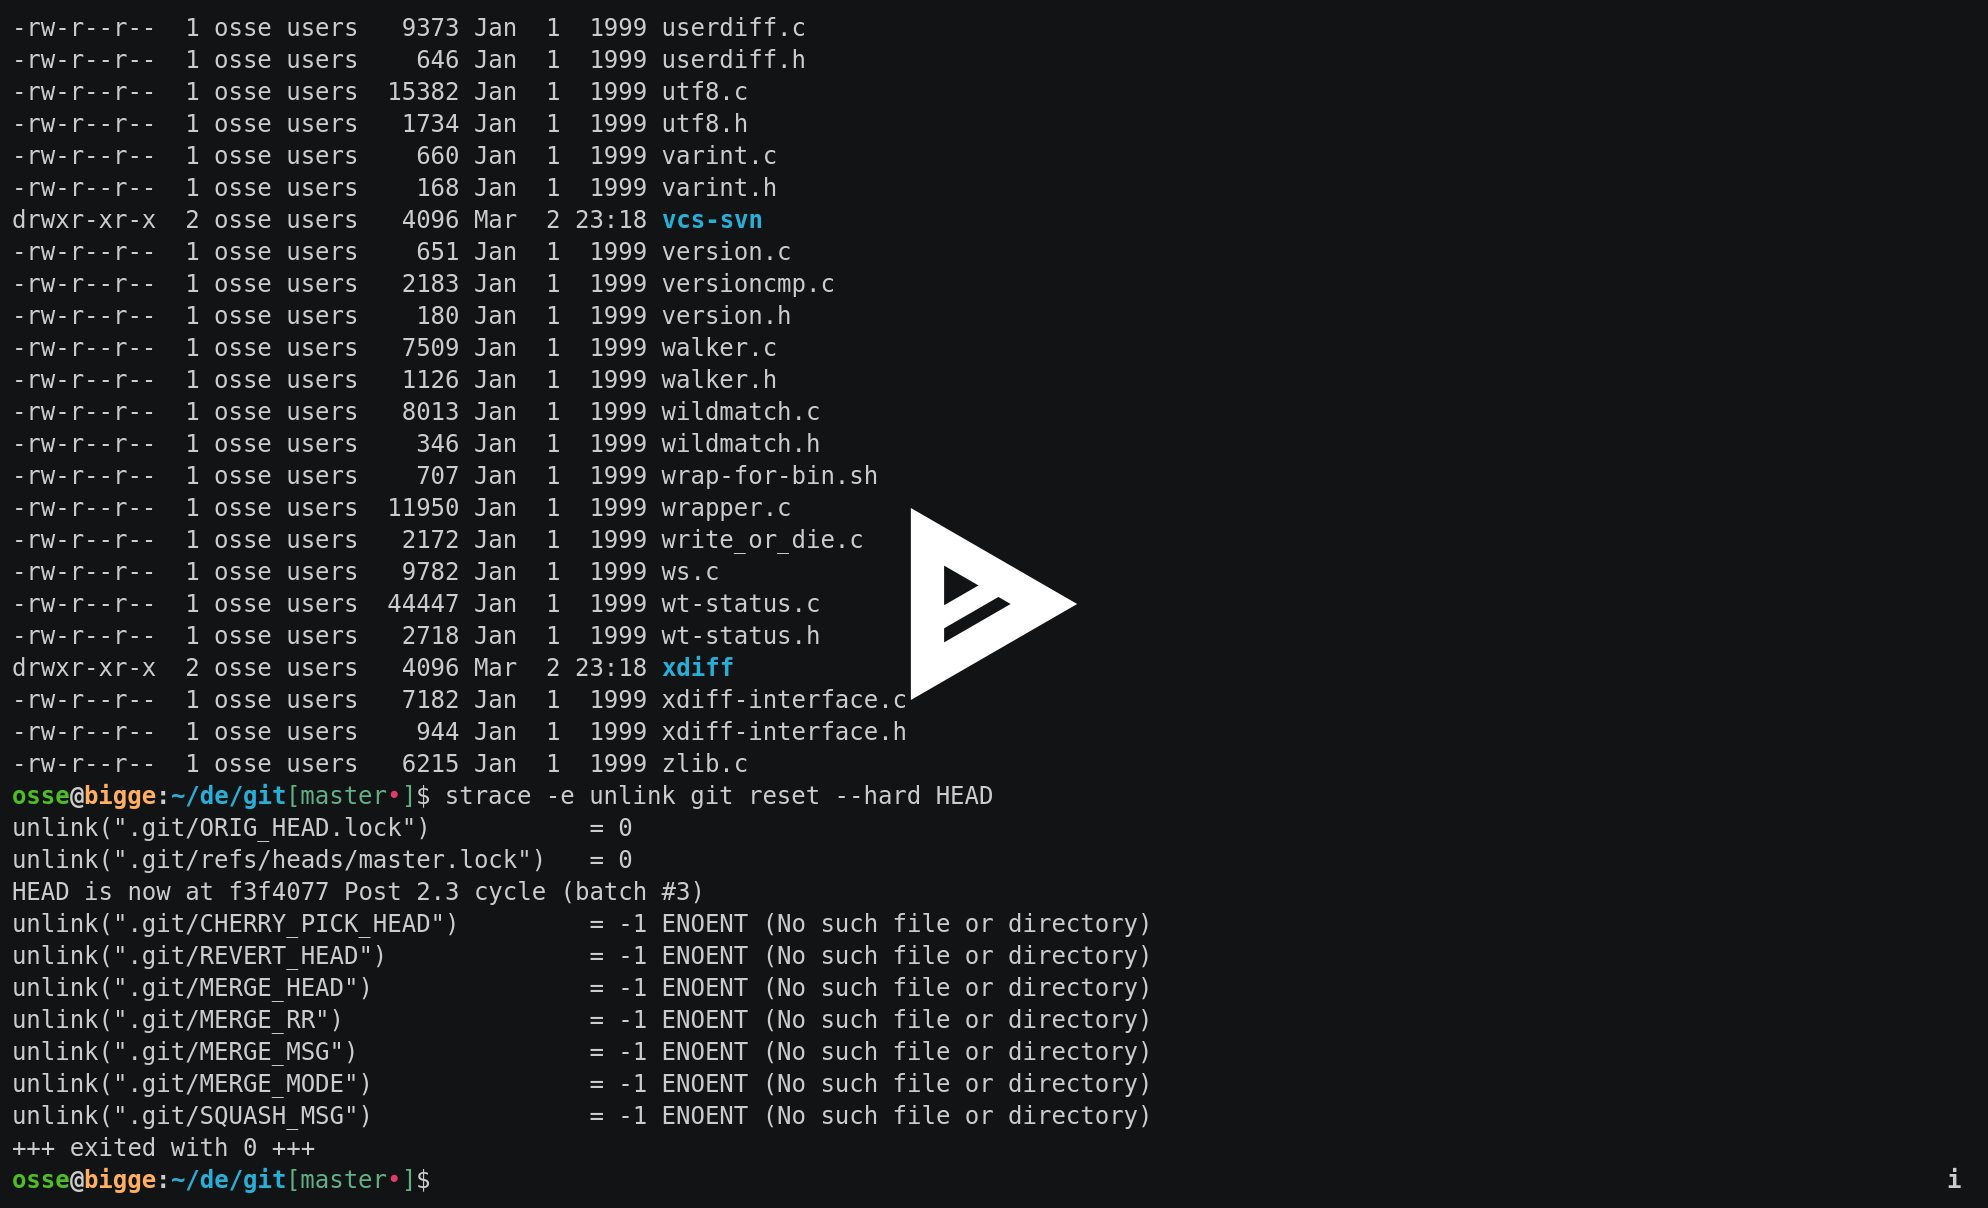 -rw-r--r--  1 osse users   9373 Jan  1  1999 userdiff.c
-rw-r--r--  1 osse users    646 Jan  1  1999 userdiff.h
-rw-r--r--  1 osse users  15382 Jan  1  1999 utf8.c
-rw-r--r--  1 osse users   1734 Jan  1  1999 utf8.h
-rw-r--r--  1 osse users    660 Jan  1  1999 varint.c
-rw-r--r--  1 osse users    168 Jan  1  1999 varint.h
drwxr-xr-x  2 osse users   4096 Mar  2 23:18 vcs-svn
-rw-r--r--  1 osse users    651 Jan  1  1999 version.c
-rw-r--r--  1 osse users   2183 Jan  1  1999 versioncmp.c
-rw-r--r--  1 osse users    180 Jan  1  1999 version.h
-rw-r--r--  1 osse users   7509 Jan  1  1999 walker.c
-rw-r--r--  1 osse users   1126 Jan  1  1999 walker.h
-rw-r--r--  1 osse users   8013 Jan  1  1999 wildmatch.c
-rw-r--r--  1 osse users    346 Jan  1  1999 wildmatch.h
-rw-r--r--  1 osse users    707 Jan  1  1999 wrap-for-bin.sh
-rw-r--r--  1 osse users  11950 Jan  1  1999 wrapper.c
-rw-r--r--  1 osse users   2172 Jan  1  1999 write_or_die.c
-rw-r--r--  1 osse users   9782 Jan  1  1999 ws.c
-rw-r--r--  1 osse users  44447 Jan  1  1999 wt-status.c
-rw-r--r--  1 osse users   2718 Jan  1  1999 wt-status.h
drwxr-xr-x  2 osse users   4096 Mar  2 23:18 xdiff
-rw-r--r--  1 osse users   7182 Jan  1  1999 xdiff-interface.c
-rw-r--r--  1 osse users    944 Jan  1  1999 xdiff-interface.h
-rw-r--r--  1 osse users   6215 Jan  1  1999 zlib.c
osse@bigge:~/de/git[master•]$ strace -e unlink git reset --hard HEAD
unlink(".git/ORIG_HEAD.lock")           = 0
unlink(".git/refs/heads/master.lock")   = 0
HEAD is now at f3f4077 Post 2.3 cycle (batch #3)
unlink(".git/CHERRY_PICK_HEAD")         = -1 ENOENT (No such file or directory)
unlink(".git/REVERT_HEAD")              = -1 ENOENT (No such file or directory)
unlink(".git/MERGE_HEAD")               = -1 ENOENT (No such file or directory)
unlink(".git/MERGE_RR")                 = -1 ENOENT (No such file or directory)
unlink(".git/MERGE_MSG")                = -1 ENOENT (No such file or directory)
unlink(".git/MERGE_MODE")               = -1 ENOENT (No such file or directory)
unlink(".git/SQUASH_MSG")               = -1 ENOENT (No such file or directory)
+++ exited with 0 +++
osse@bigge:~/de/git[master•]$ i